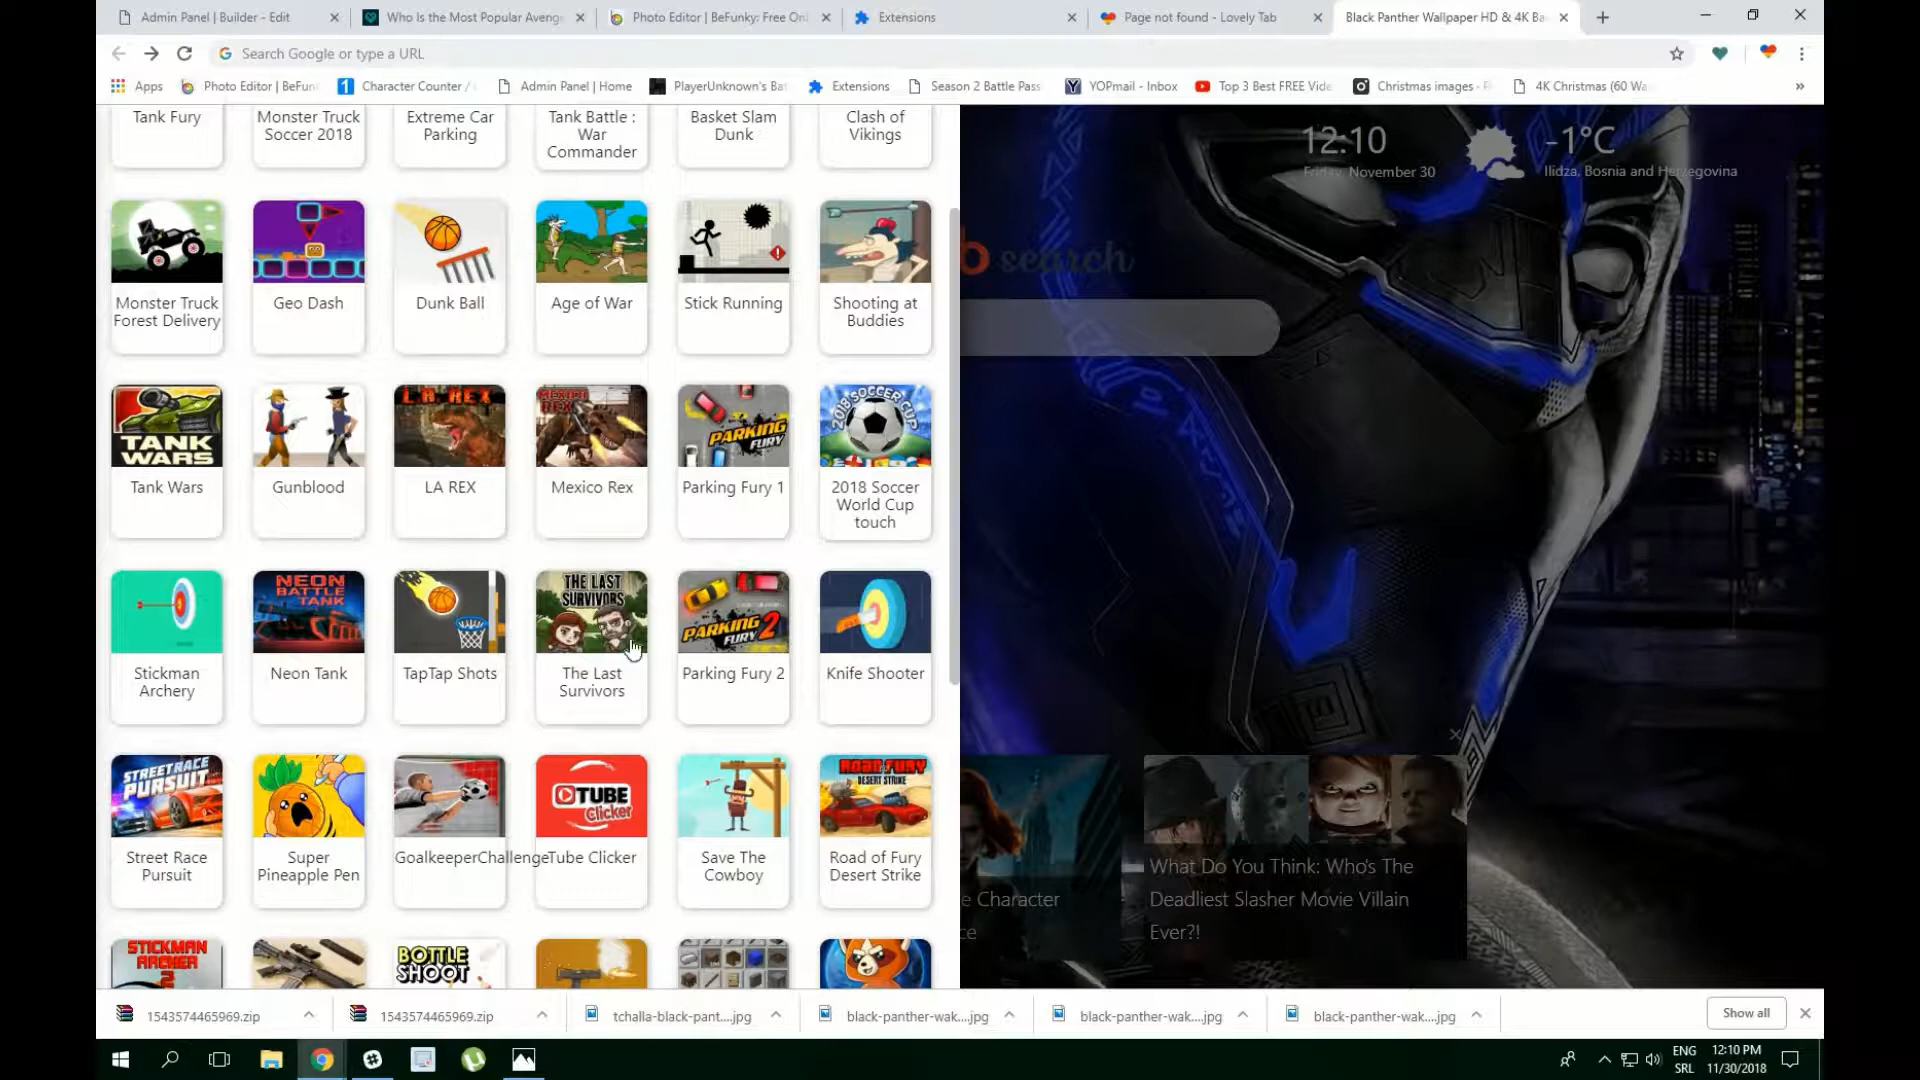 Admin Panel | Builder - Edit
Who Is the Most Popular Aveng
Photo Editor | BeFunky: Free On
Extensions
Page not found - Lovely Tab
Black Panther Wallpaper HD & 4K Ba
Search Google or type a URL
Apps
Photo Editor | BeFun
Character Counter /
Admin Panel | Home
PlayerUnknown's Bat
Extensions
Season 2 Battle Pass
YOPmail - Inbox
Top 3 Best FREE Vide
Christmas images -
4K Christmas (60 Wa
»
Tank Fury
Monster Truck
Soccer 2018
Extreme Car
Parking
Tank Battle :
War
Commander
Basket Slam
Dunk
Clash of
Vikings
12:10
Friday, November 30
-1°C
Ilidza, Bosnia and Herzegovina
b search
Monster Truck
Forest Delivery
Geo Dash
Dunk Ball
Age of War
Stick Running
Shooting at
Buddies
TANK
WARS
Tank Wars
Gunblood
LA REX
LA REX
MEXICO
REX
Mexico Rex
PARKING
FURY
Parking Fury 1
2018 SOCCER CUP
2018 Soccer
World Cup
touch
Stickman
Archery
NEON
BATTLE
TANK
Neon Tank
TapTap Shots
THE LAST
SURVIVORS
The Last
Survivors
PARKING
FURY 2
Parking Fury 2
Knife Shooter
STREET RACE
PURSUIT
Street Race
Pursuit
Super
Pineapple Pen
GoalkeeperChallenge
TUBE
Clicker
Tube Clicker
Save The
Cowboy
ROAD OF FURY
DESERT STRIKE
Road of Fury
Desert Strike
e Character
ce
What Do You Think: Who's The
Deadliest Slasher Movie Villain
Ever?!
STICKMAN
ARCHER
2
BOTTLE
SHOOT
1543574465969.zip
1543574465969.zip
tchalla-black-pant....jpg
black-panther-wak....jpg
black-panther-wak....jpg
black-panther-wak....jpg
Show all
ENG
SRL
12:10 PM
11/30/2018